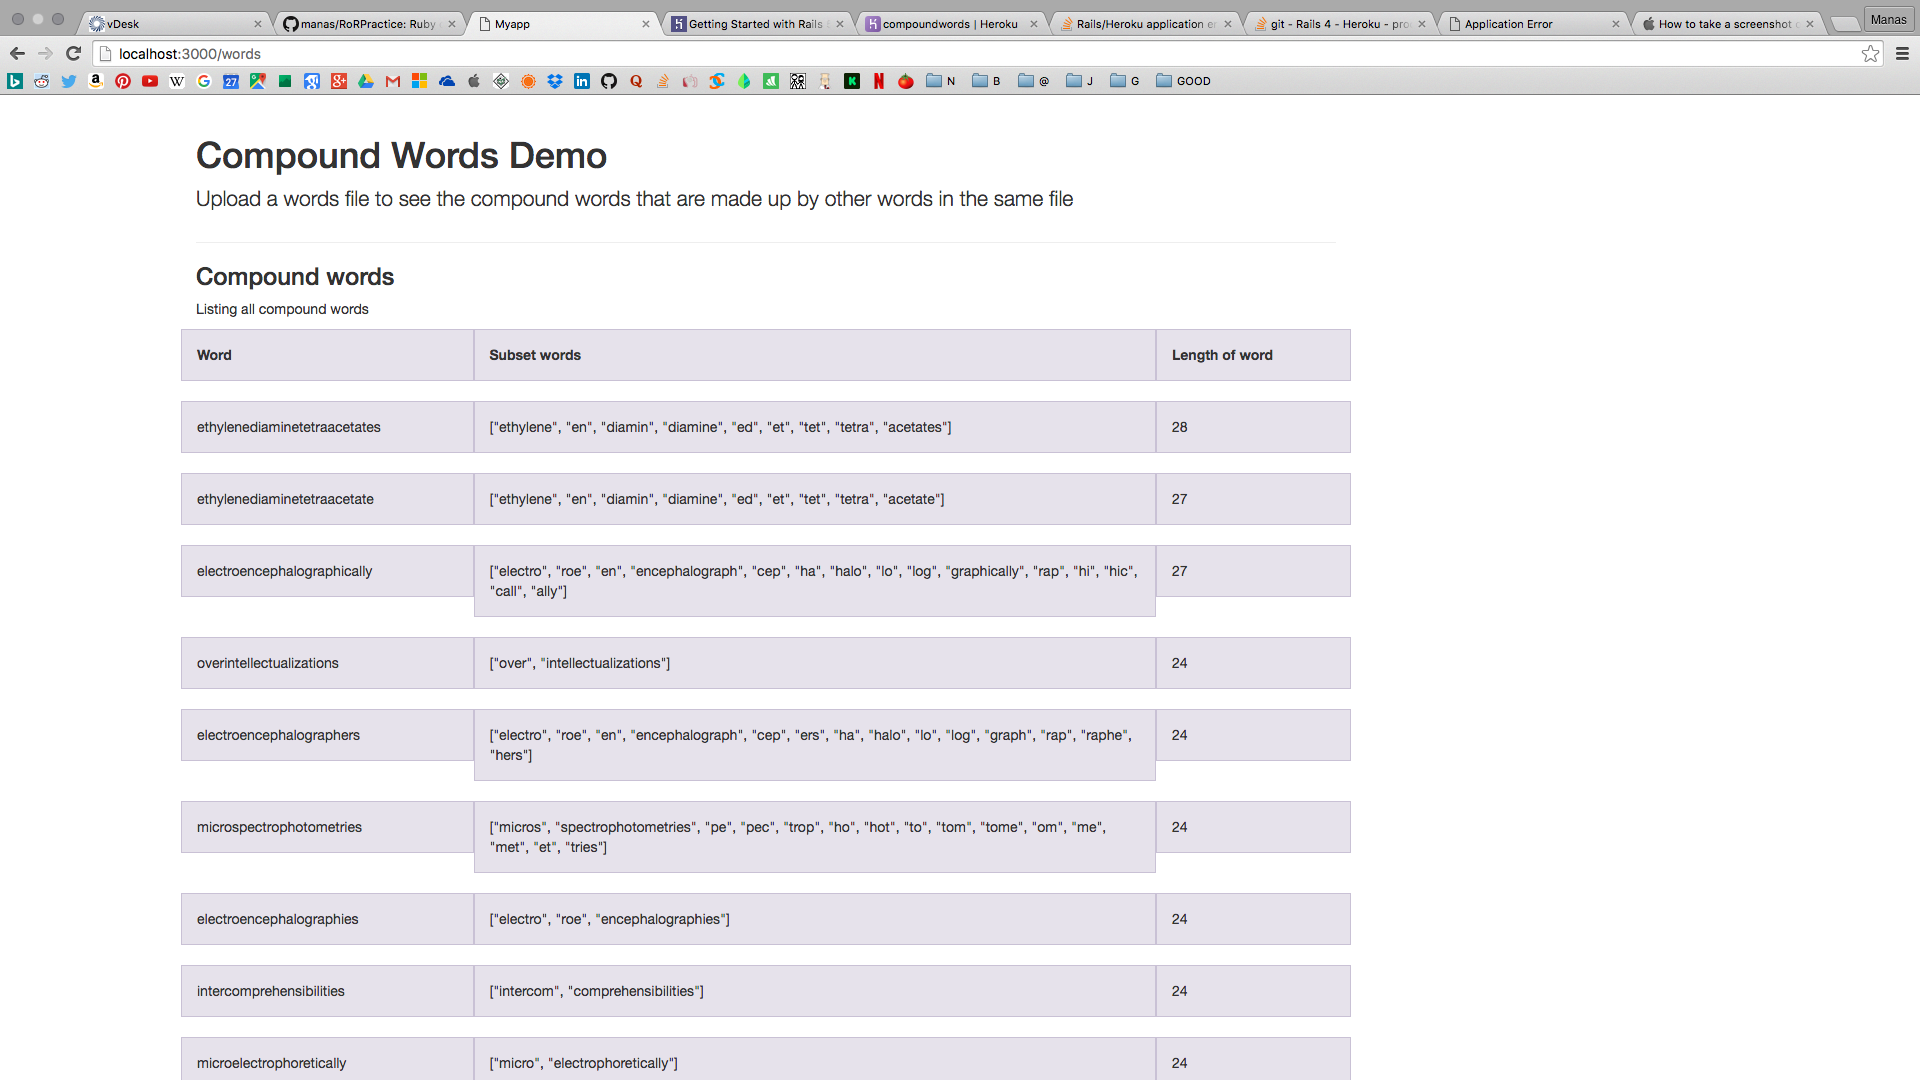 vDesk
manas/RoRPractice: Ruby
Myapp
Getting Started with Rails
compoundwords | Heroku
Rails/Heroku application
git - Rails 4 - Heroku -
Application Error
How to take a screenshot
Manas
localhost:3000/words
N
B
@
J
G
GOOD
Compound Words Demo
Upload a words file to see the compound words that are made up by other words in the same file
Compound words
Listing all compound words
Word Subset words Length of word
ethylenediaminetetraacetates ["ethylene", "en", "diamin", "diamine", "ed", "et", "tet", "tetra", "acetates"] 28
ethylenediaminetetraacetate ["ethylene", "en", "diamin", "diamine", "ed", "et", "tet", "tetra", "acetate"] 27
electroencephalographically ["electro", "roe", "en", "encephalograph", "cep", "ha", "halo", "lo", "log", "graphically", "rap", "hi", "hic", 27
"call", "ally"]
overintellectualizations ["over", "intellectualizations"] 24
electroencephalographers ["electro", "roe", "en", "encephalograph", "cep", "ers", "ha", "halo", "lo", "log", "graph", "rap", "raphe", 24
"hers"]
microspectrophotometries ["micros", "spectrophotometries", "pe", "pec", "trop", "ho", "hot", "to", "tom", "tome", "om", "me", 24
"met", "et", "tries"]
electroencephalographies ["electro", "roe", "encephalographies"] 24
intercomprehensibilities ["intercom", "comprehensibilities"] 24
microelectrophoretically ["micro", "electrophoretically"] 24